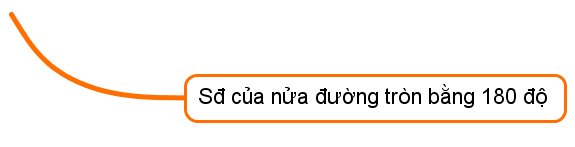 Sđ của nửa đường tròn bằng 180 độ